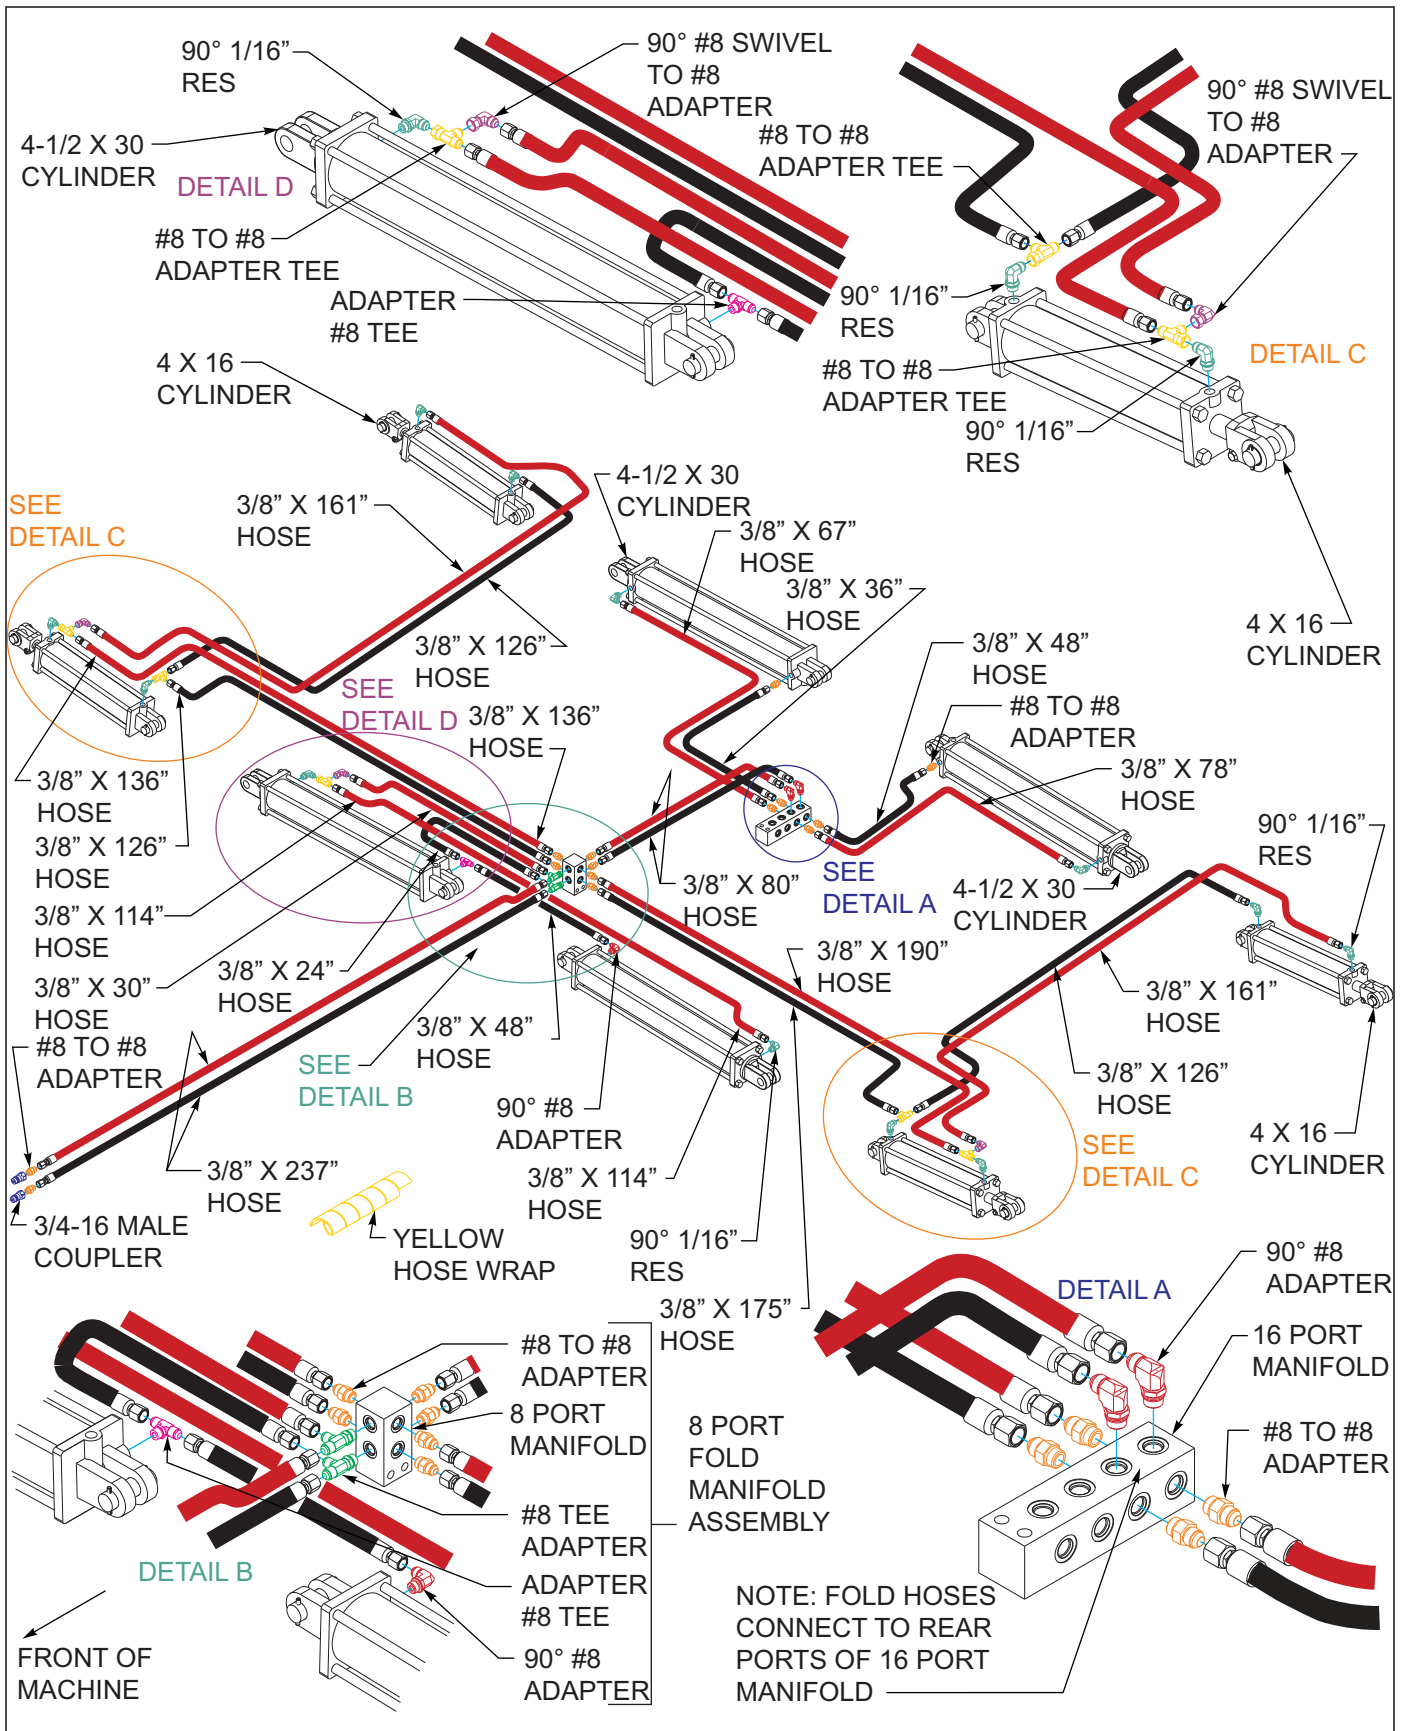 90° 1/16”
RES
90° #8 SWIVEL
TO #8
ADAPTER
4-1/2 X 30
CYLINDER
DETAIL D
#8 TO #8
ADAPTER TEE
ADAPTER
#8 TEE
90° #8 SWIVEL
TO #8
ADAPTER
#8 TO #8
ADAPTER TEE
90° 1/16”
RES
#8 TO #8
ADAPTER TEE
90° 1/16”
RES
DETAIL C
4 X 16
CYLINDER
4 X 16
CYLINDER
SEE
DETAIL C
3/8” X 161”
HOSE
4-1/2 X 30
CYLINDER
3/8” X 67”
HOSE
3/8” X 36”
HOSE
3/8” X 126”
HOSE
3/8” X 48”
HOSE
SEE
DETAIL D
3/8” X 136”
HOSE
#8 TO #8
ADAPTER
3/8” X 78”
HOSE
3/8” X 136”
HOSE
3/8” X 126”
HOSE
90° 1/16”
RES
SEE
DETAIL A
3/8” X 80”
HOSE
4-1/2 X 30
CYLINDER
3/8” X 114”
HOSE
3/8” X 24”
HOSE
3/8” X 30”
HOSE
3/8” X 190”
HOSE
3/8” X 161”
HOSE
#8 TO #8
ADAPTER
3/8” X 48”
HOSE
SEE
DETAIL B
3/8” X 126”
HOSE
90° #8
ADAPTER
SEE
DETAIL C
4 X 16
CYLINDER
3/8” X 237”
HOSE
3/8” X 114”
HOSE
3/4-16 MALE
COUPLER
YELLOW
HOSE WRAP
90° 1/16”
RES
3/8” X 175”
HOSE
DETAIL A
90° #8
ADAPTER
16 PORT
MANIFOLD
#8 TO #8
ADAPTER
#8 TO #8
ADAPTER
8 PORT
MANIFOLD
8 PORT
FOLD
MANIFOLD
ASSEMBLY
#8 TEE
ADAPTER
DETAIL B
ADAPTER
#8 TEE
90° #8
ADAPTER
NOTE: FOLD HOSES
CONNECT TO REAR
PORTS OF 16 PORT
MANIFOLD
FRONT OF
MACHINE